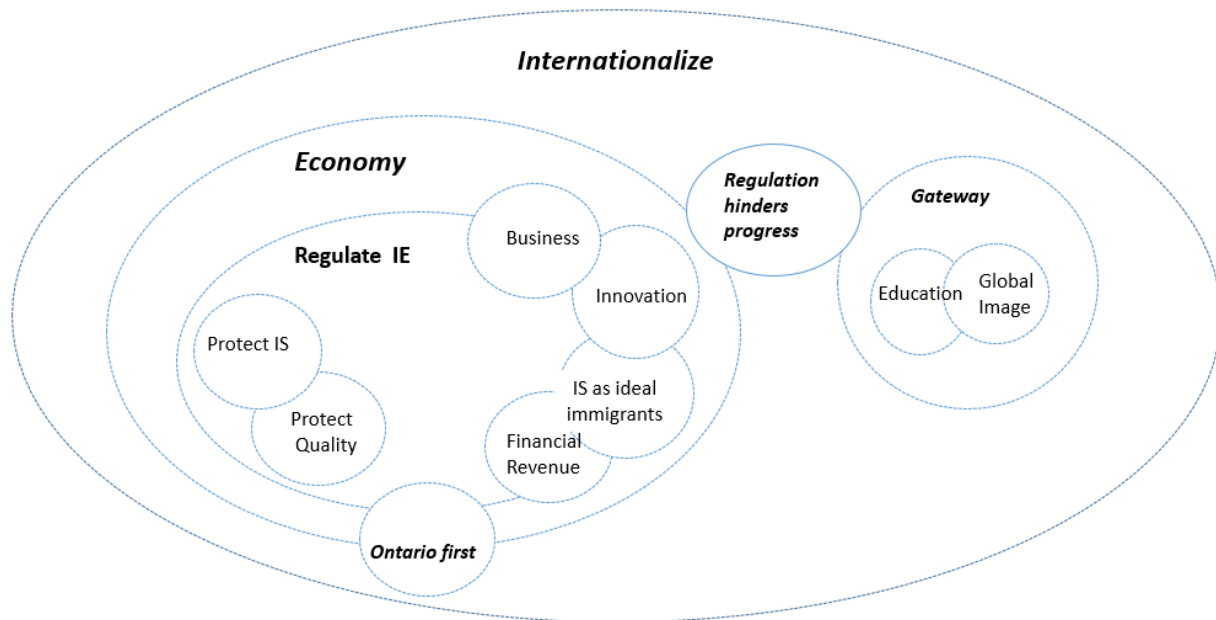 Internationalize
Economy
Regulation
hinders
progress
Gateway
Business
Regulate IE
Innovation
Education
Global
Image
Protect IS
IS as ideal
immigrants
Protect
Quality
Financial
Revenue
Ontario first